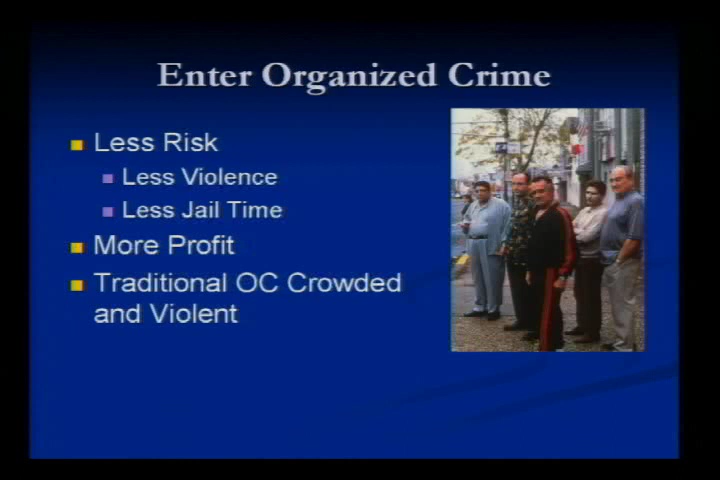 Enter Organized Crime
Less Risk
Less Violence
Less Jail Time
More Profit
Traditional OC Crowded
and Violent